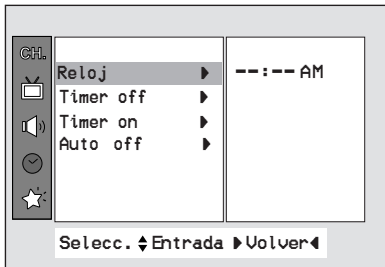 CH.
Reloj --:-- AM
Timer off
Timer on
Auto off
Selecc. Entrada Volver